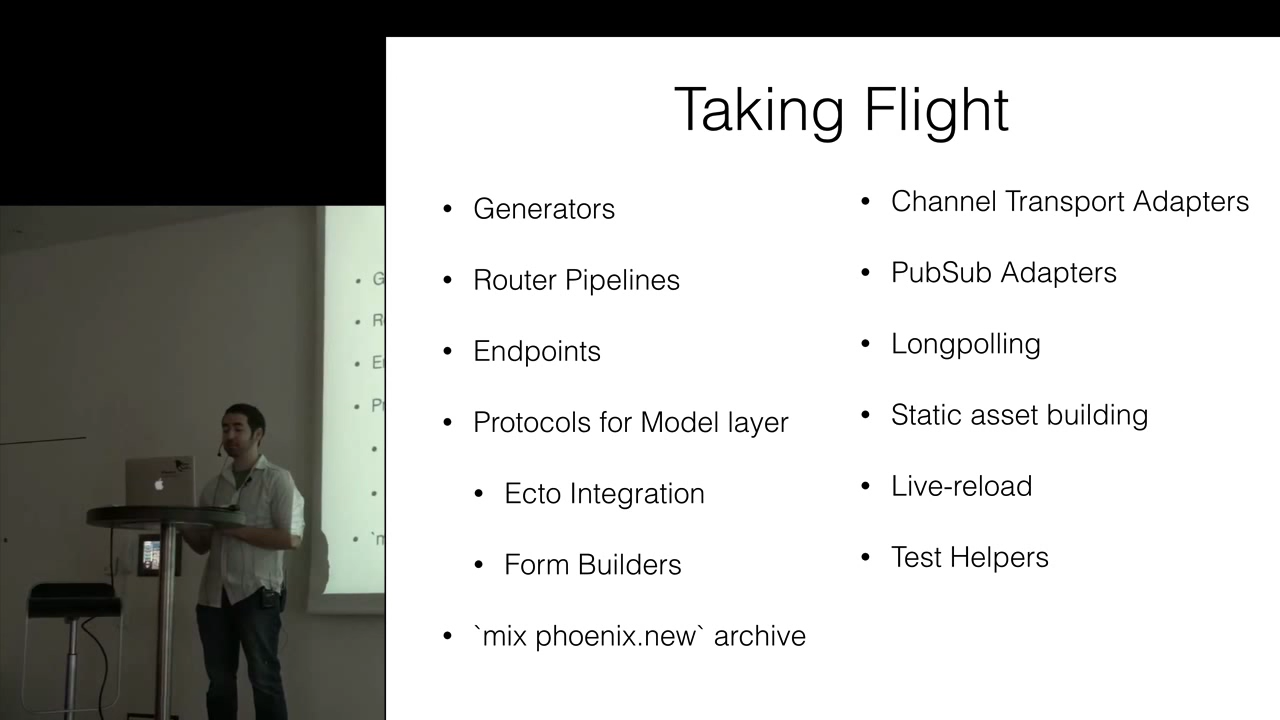 Taking Flight
• Generators
• Router Pipelines
• Endpoints
• Protocols for Model layer
• Ecto Integration
• Form Builders
• `mix phoenix.new` archive
• Channel Transport Adapters
• PubSub Adapters
• Longpolling
• Static asset building
• Live-reload
• Test Helpers